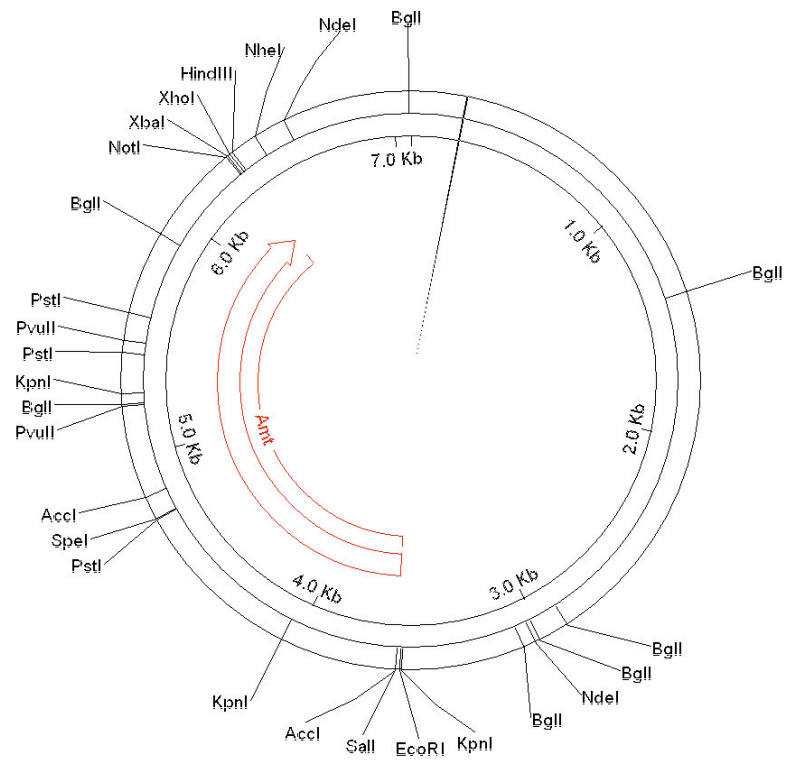 BglI
NdeI
NheI
HindIII
XhoI
XbaI
NotI
7.0 Kb
BglI
1.0 Kb
6.0 Kb
BglI
PstI
PvuII
PstI
KpnI
BglI
PvuII
Amt
5.0 Kb
2.0 Kb
AccI
SpeI
PstI
4.0 Kb
3.0 Kb
BglI
BglI
NdeI
BglI
KpnI
AccI
SalI
EcoRI
KpnI